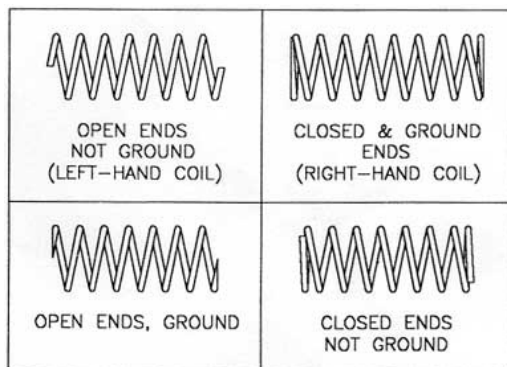 OPEN ENDS
NOT GROUND
(LEFT-HAND COIL)
CLOSED & GROUND
ENDS
(RIGHT-HAND COIL)
OPEN ENDS, GROUND
CLOSED ENDS
NOT GROUND